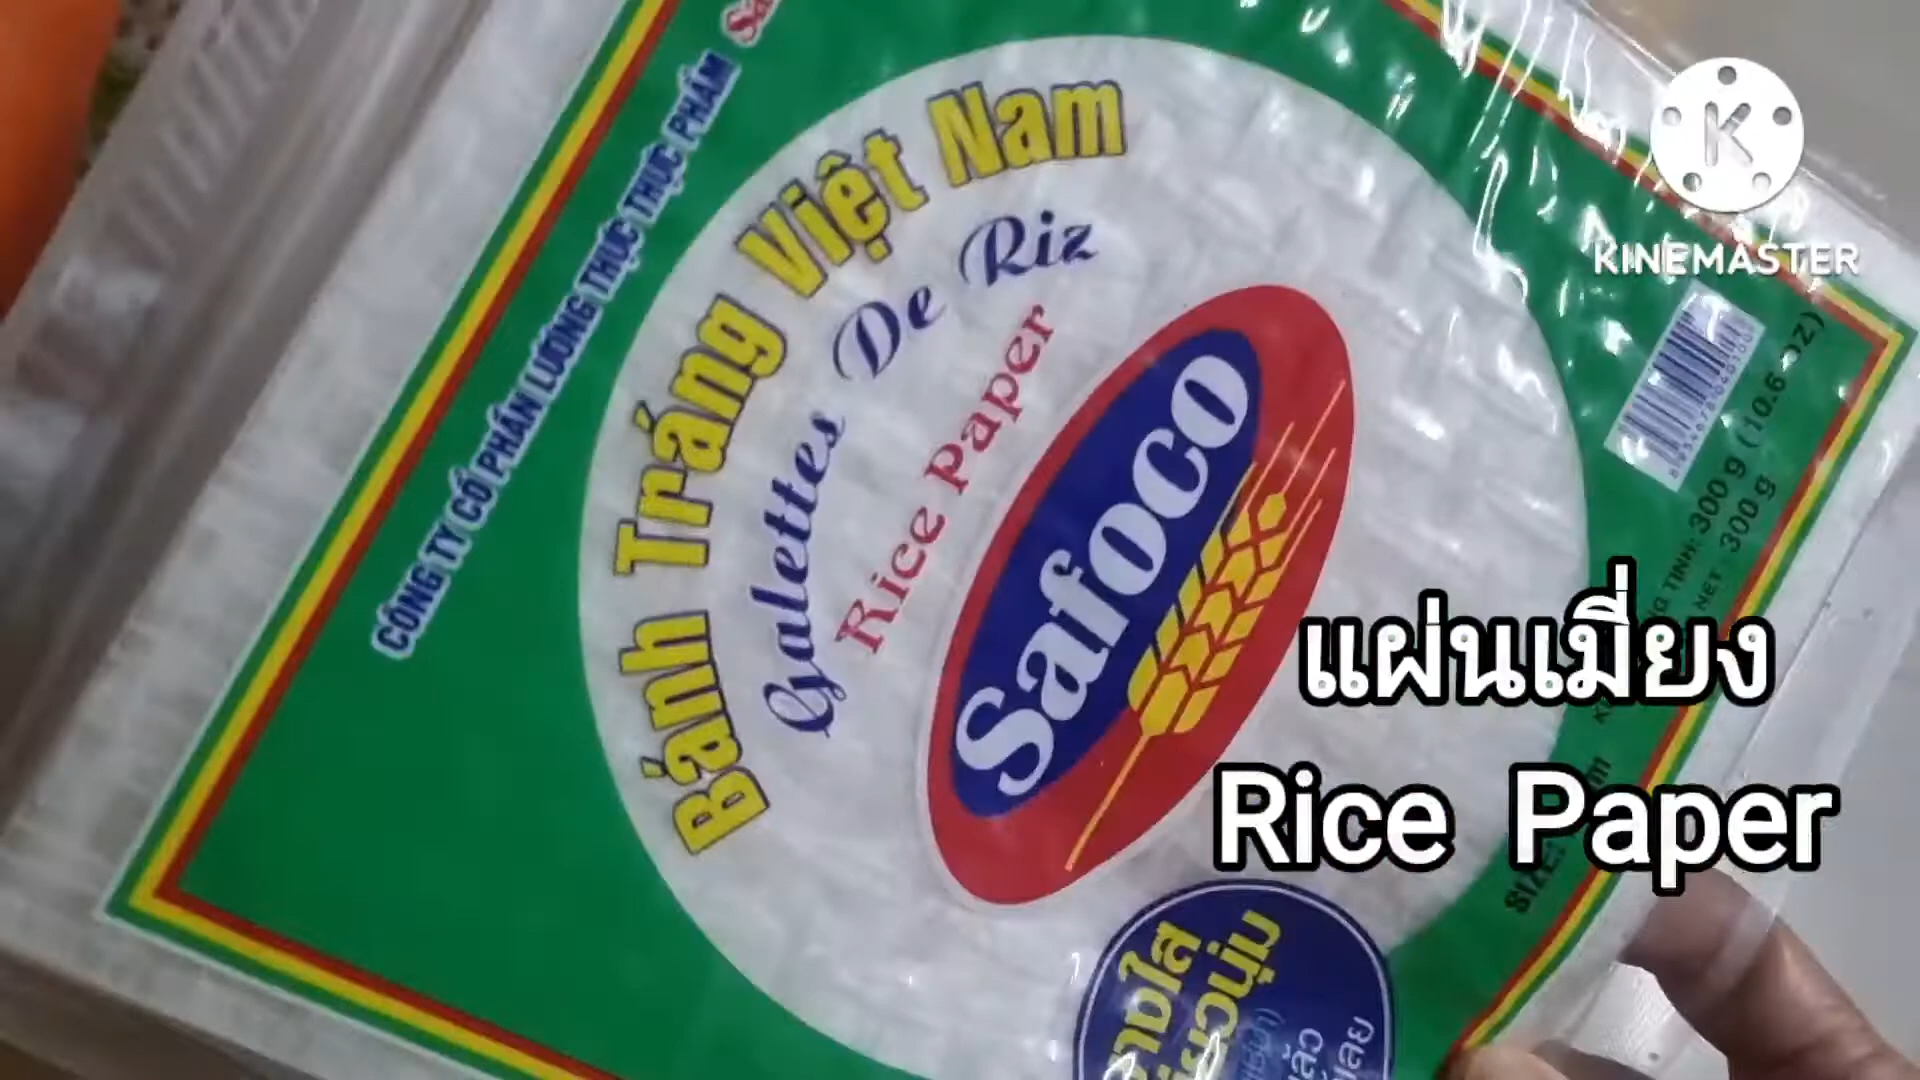 CÔNG TY CỔ PHẦN LƯƠNG THỰC THỰC PHẨM
Bánh Tráng Việt Nam
Galettes De Riz
Rice Paper
Safoco
KINEMASTER
300 g (10.6 oz)
NET : 300 g
แผ่นเมี่ยง
Rice Paper